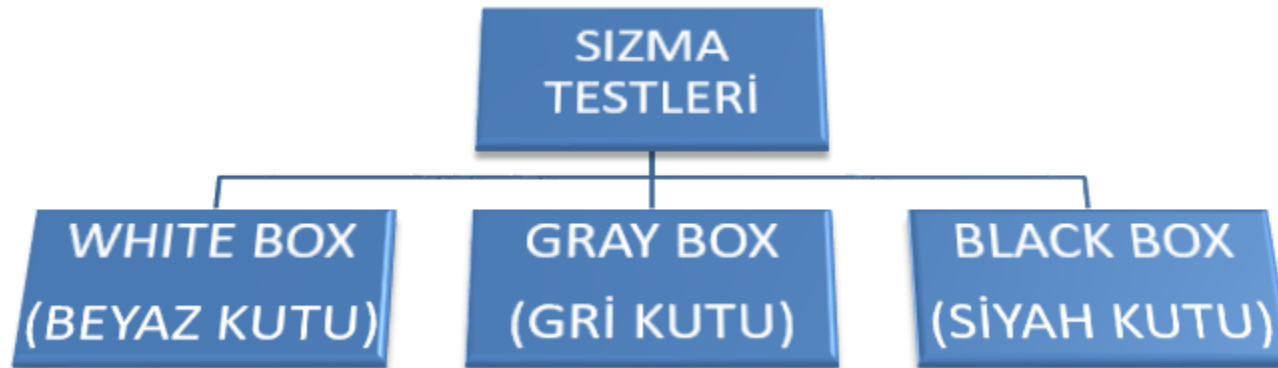 SIZMA
TESTLERİ
WHITE BOX
(BEYAZ KUTU)
GRAY BOX
(GRİ KUTU)
BLACK BOX
(SİYAH KUTU)